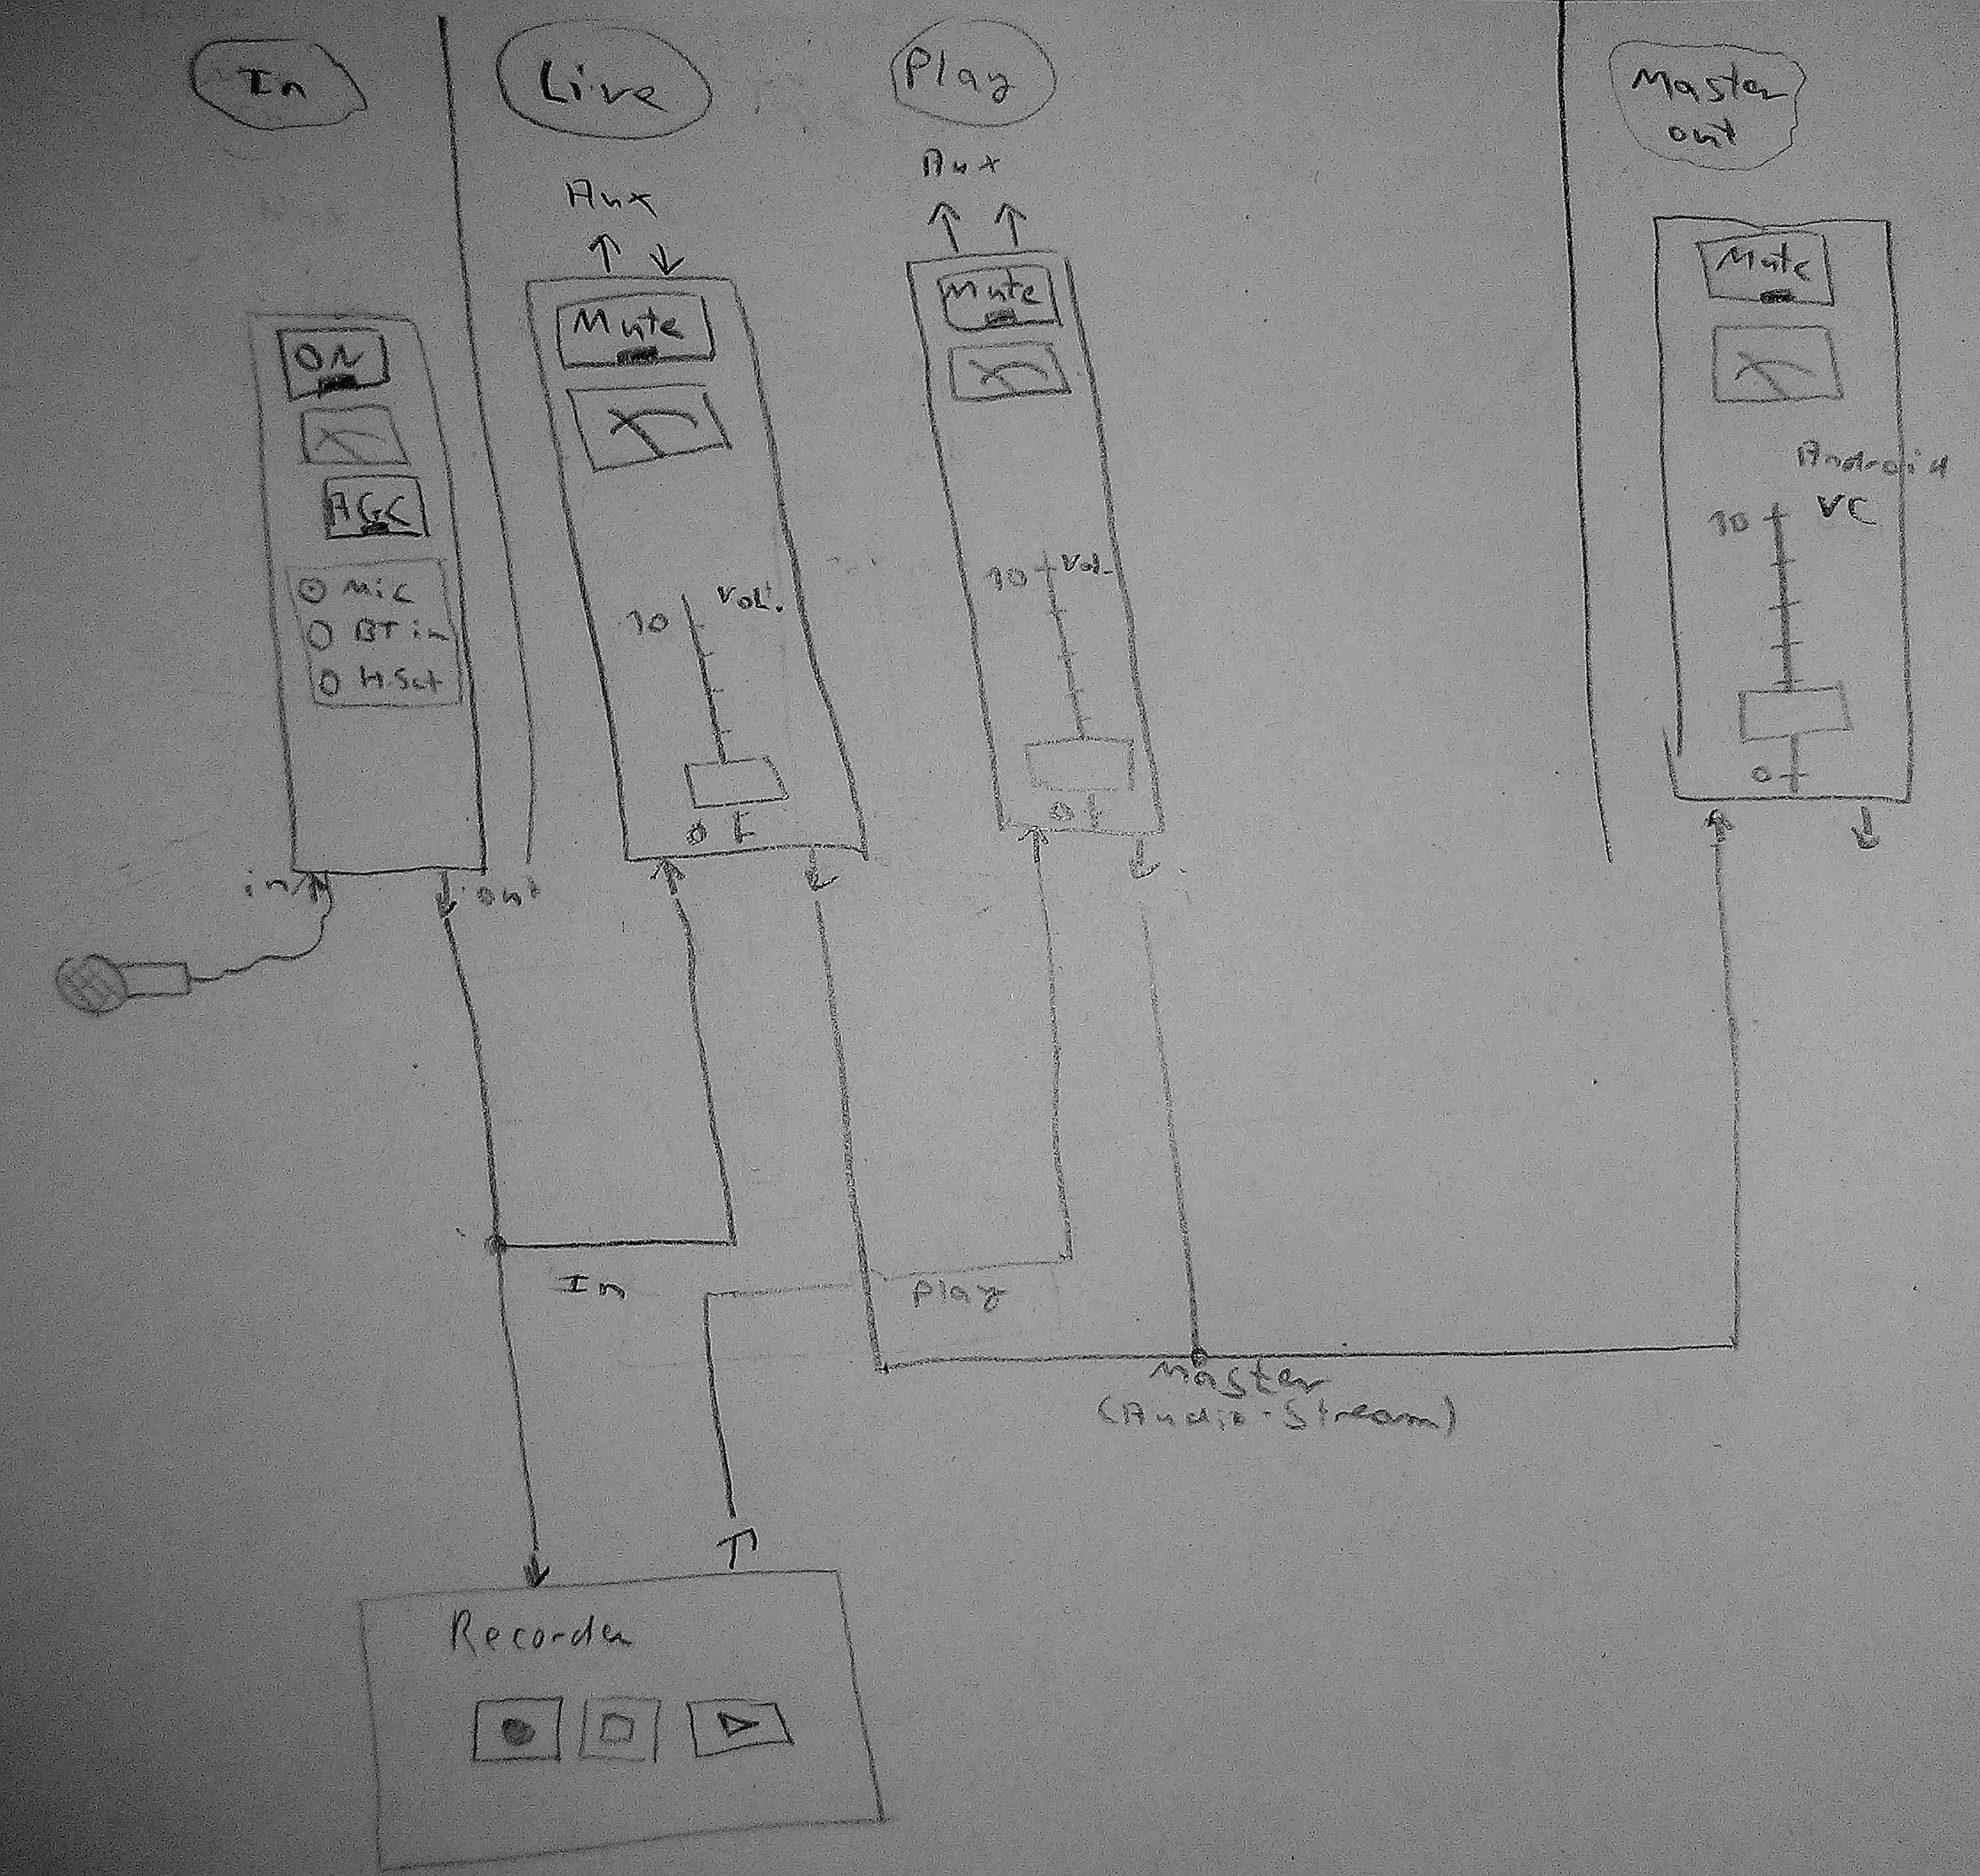 In
Live
Play
Master
out
Aux
Aux
ON
AGC
Mic
BT in
H.Set
in
out
Mute
10
Vol.
0
Mute
10
Vol.
0
Mute
Android
10
VC
0
In
Play
Master
(Audio-Stream)
Recorder